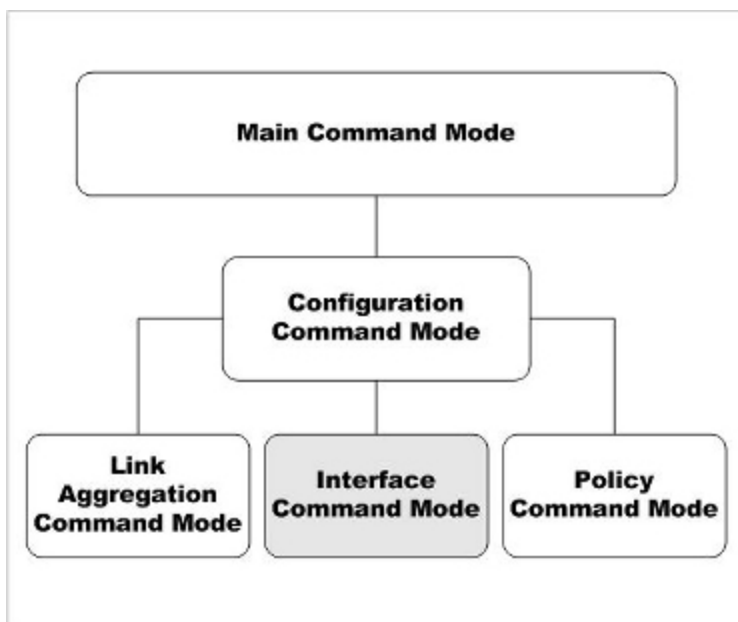 Main Command Mode
Configuration
Command Mode
Link
Aggregation
Command Mode
Interface
Command Mode
Policy
Command Mode